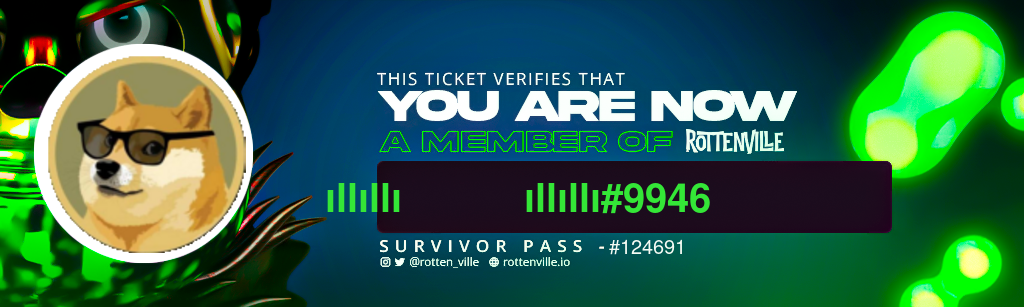 THIS TICKET VERIFIES THAT
YOU ARE NOW
A MEMBER OF ROTTENVILLE
#9946
SURVIVOR PASS - #124691
@rotten_ville rottenville.io